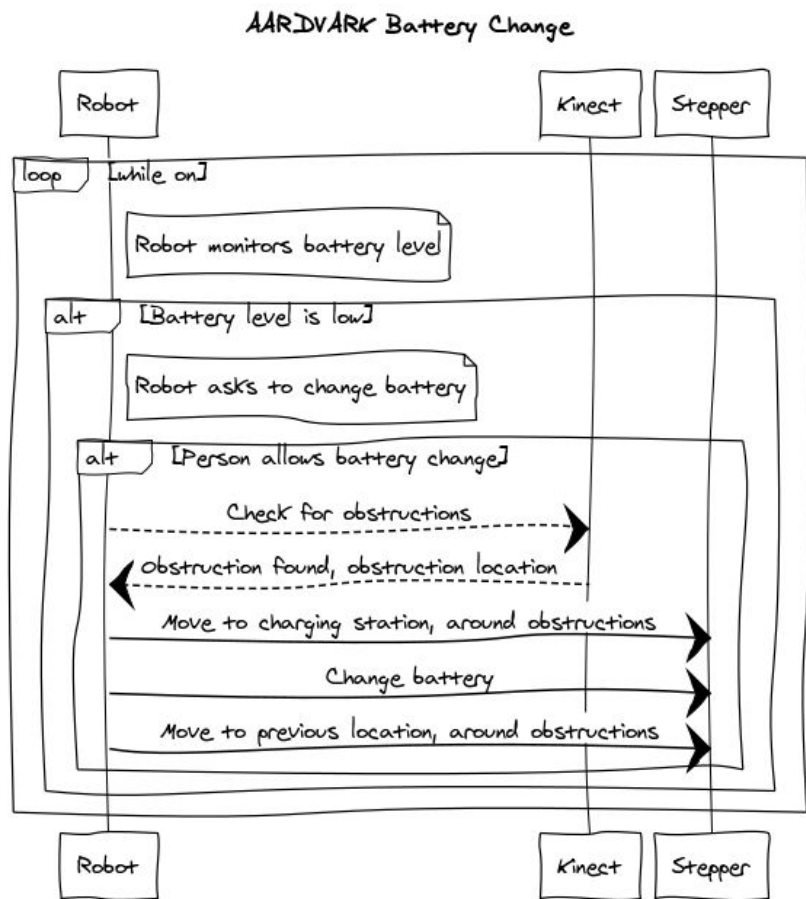 AARDVARK Battery Change
Robot
Kinect
Stepper
loop
[while on]
Robot monitors battery level
alt
[Battery level is low]
Robot asks to change battery
alt
[Person allows battery change]
Check for obstructions
Obstruction found, obstruction location
Move to charging station, around obstructions
Change battery
Move to previous location, around obstructions
Robot
Kinect
Stepper